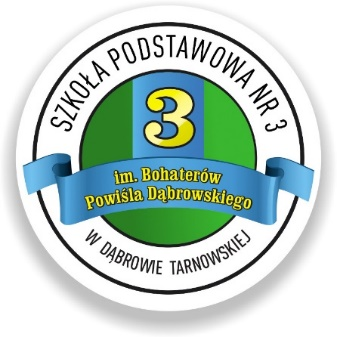 SZKOŁA PODSTAWOWA NR 3
3
im. Bohaterów
Powiśla Dąbrowskiego
W DĄBROWIE TARNOWSKIEJ